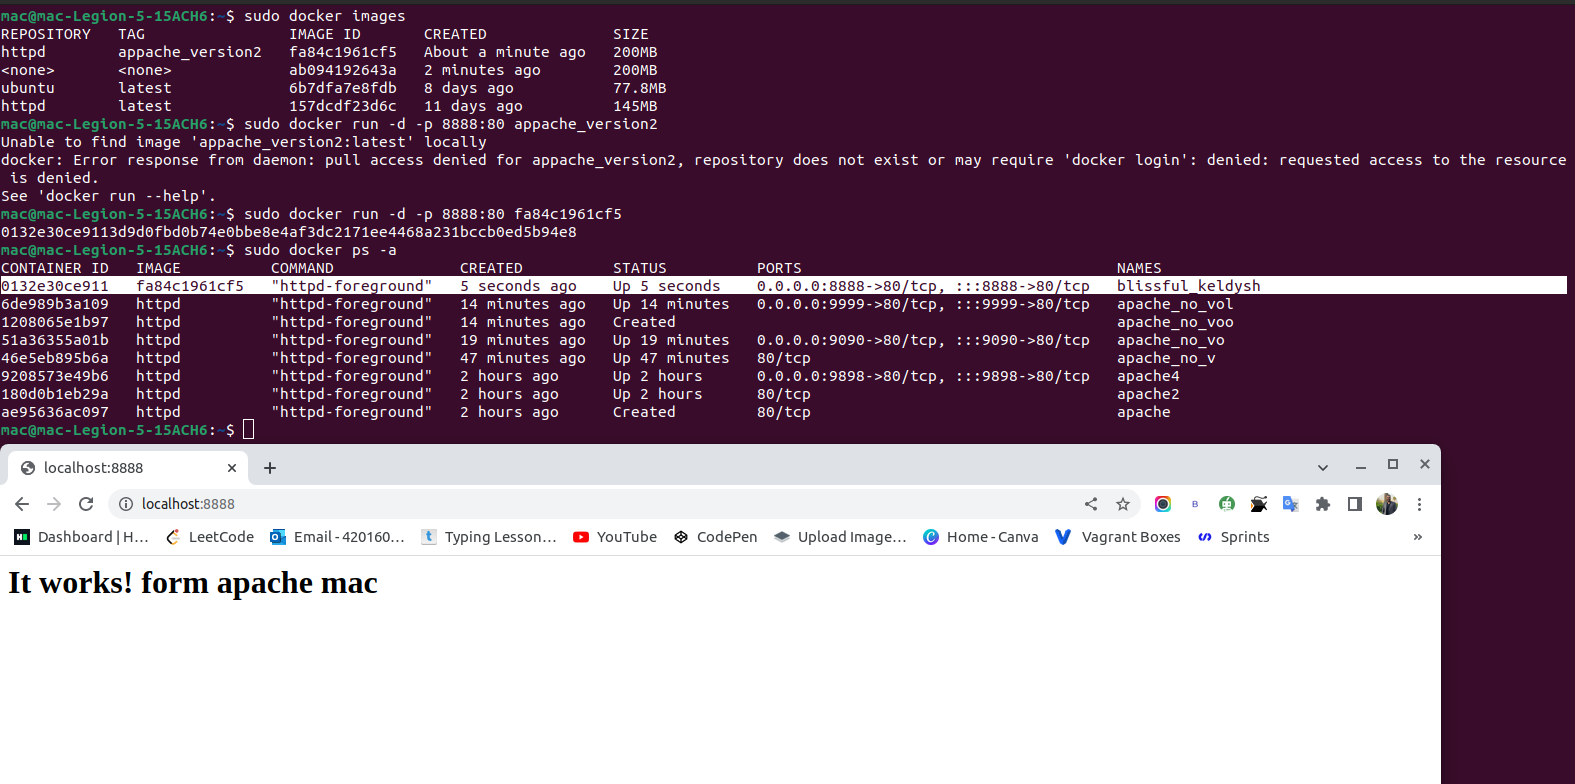 mac@mac-Legion-5-15ACH6:~$ sudo docker images
REPOSITORY   TAG                IMAGE ID       CREATED              SIZE
httpd        appache_version2   fa84c1961cf5   About a minute ago   200MB
<none>       <none>             ab094192643a   2 minutes ago        200MB
ubuntu       latest             6b7dfa7e8fdb   8 days ago           77.8MB
httpd        latest             157dcdf23d6c   11 days ago          145MB
mac@mac-Legion-5-15ACH6:~$ sudo docker run -d -p 8888:80 appache_version2
Unable to find image 'appache_version2:latest' locally
docker: Error response from daemon: pull access denied for appache_version2, repository does not exist or may require 'docker login': denied: requested access to the resource
 is denied.
See 'docker run --help'.
mac@mac-Legion-5-15ACH6:~$ sudo docker run -d -p 8888:80 fa84c1961cf5
0132e30ce9113d9d0fbd0b74e0bbe8e4af3dc2171ee4468a231bccb0ed5b94e8
mac@mac-Legion-5-15ACH6:~$ sudo docker ps -a
CONTAINER ID   IMAGE          COMMAND              CREATED          STATUS          PORTS                                   NAMES
0132e30ce911   fa84c1961cf5   "httpd-foreground"   5 seconds ago    Up 5 seconds    0.0.0.0:8888->80/tcp, :::8888->80/tcp   blissful_keldysh
6de989b3a109   httpd          "httpd-foreground"   14 minutes ago   Up 14 minutes   0.0.0.0:9999->80/tcp, :::9999->80/tcp   apache_no_vol
1208065e1b97   httpd          "httpd-foreground"   14 minutes ago   Created                                                 apache_no_voo
51a36355a01b   httpd          "httpd-foreground"   19 minutes ago   Up 19 minutes   0.0.0.0:9090->80/tcp, :::9090->80/tcp   apache_no_vo
46e5eb895b6a   httpd          "httpd-foreground"   47 minutes ago   Up 47 minutes   80/tcp                                  apache_no_v
9208573e49b6   httpd          "httpd-foreground"   2 hours ago      Up 2 hours      0.0.0.0:9898->80/tcp, :::9898->80/tcp   apache4
180d0b1eb29a   httpd          "httpd-foreground"   2 hours ago      Up 2 hours      80/tcp                                  apache2
ae95636ac097   httpd          "httpd-foreground"   2 hours ago      Created         80/tcp                                  apache
mac@mac-Legion-5-15ACH6:~$
localhost:8888
localhost:8888
Dashboard | H... LeetCode Email - 420160... Typing Lesson... YouTube CodePen Upload Image... Home - Canva Vagrant Boxes Sprints »
It works! form apache mac